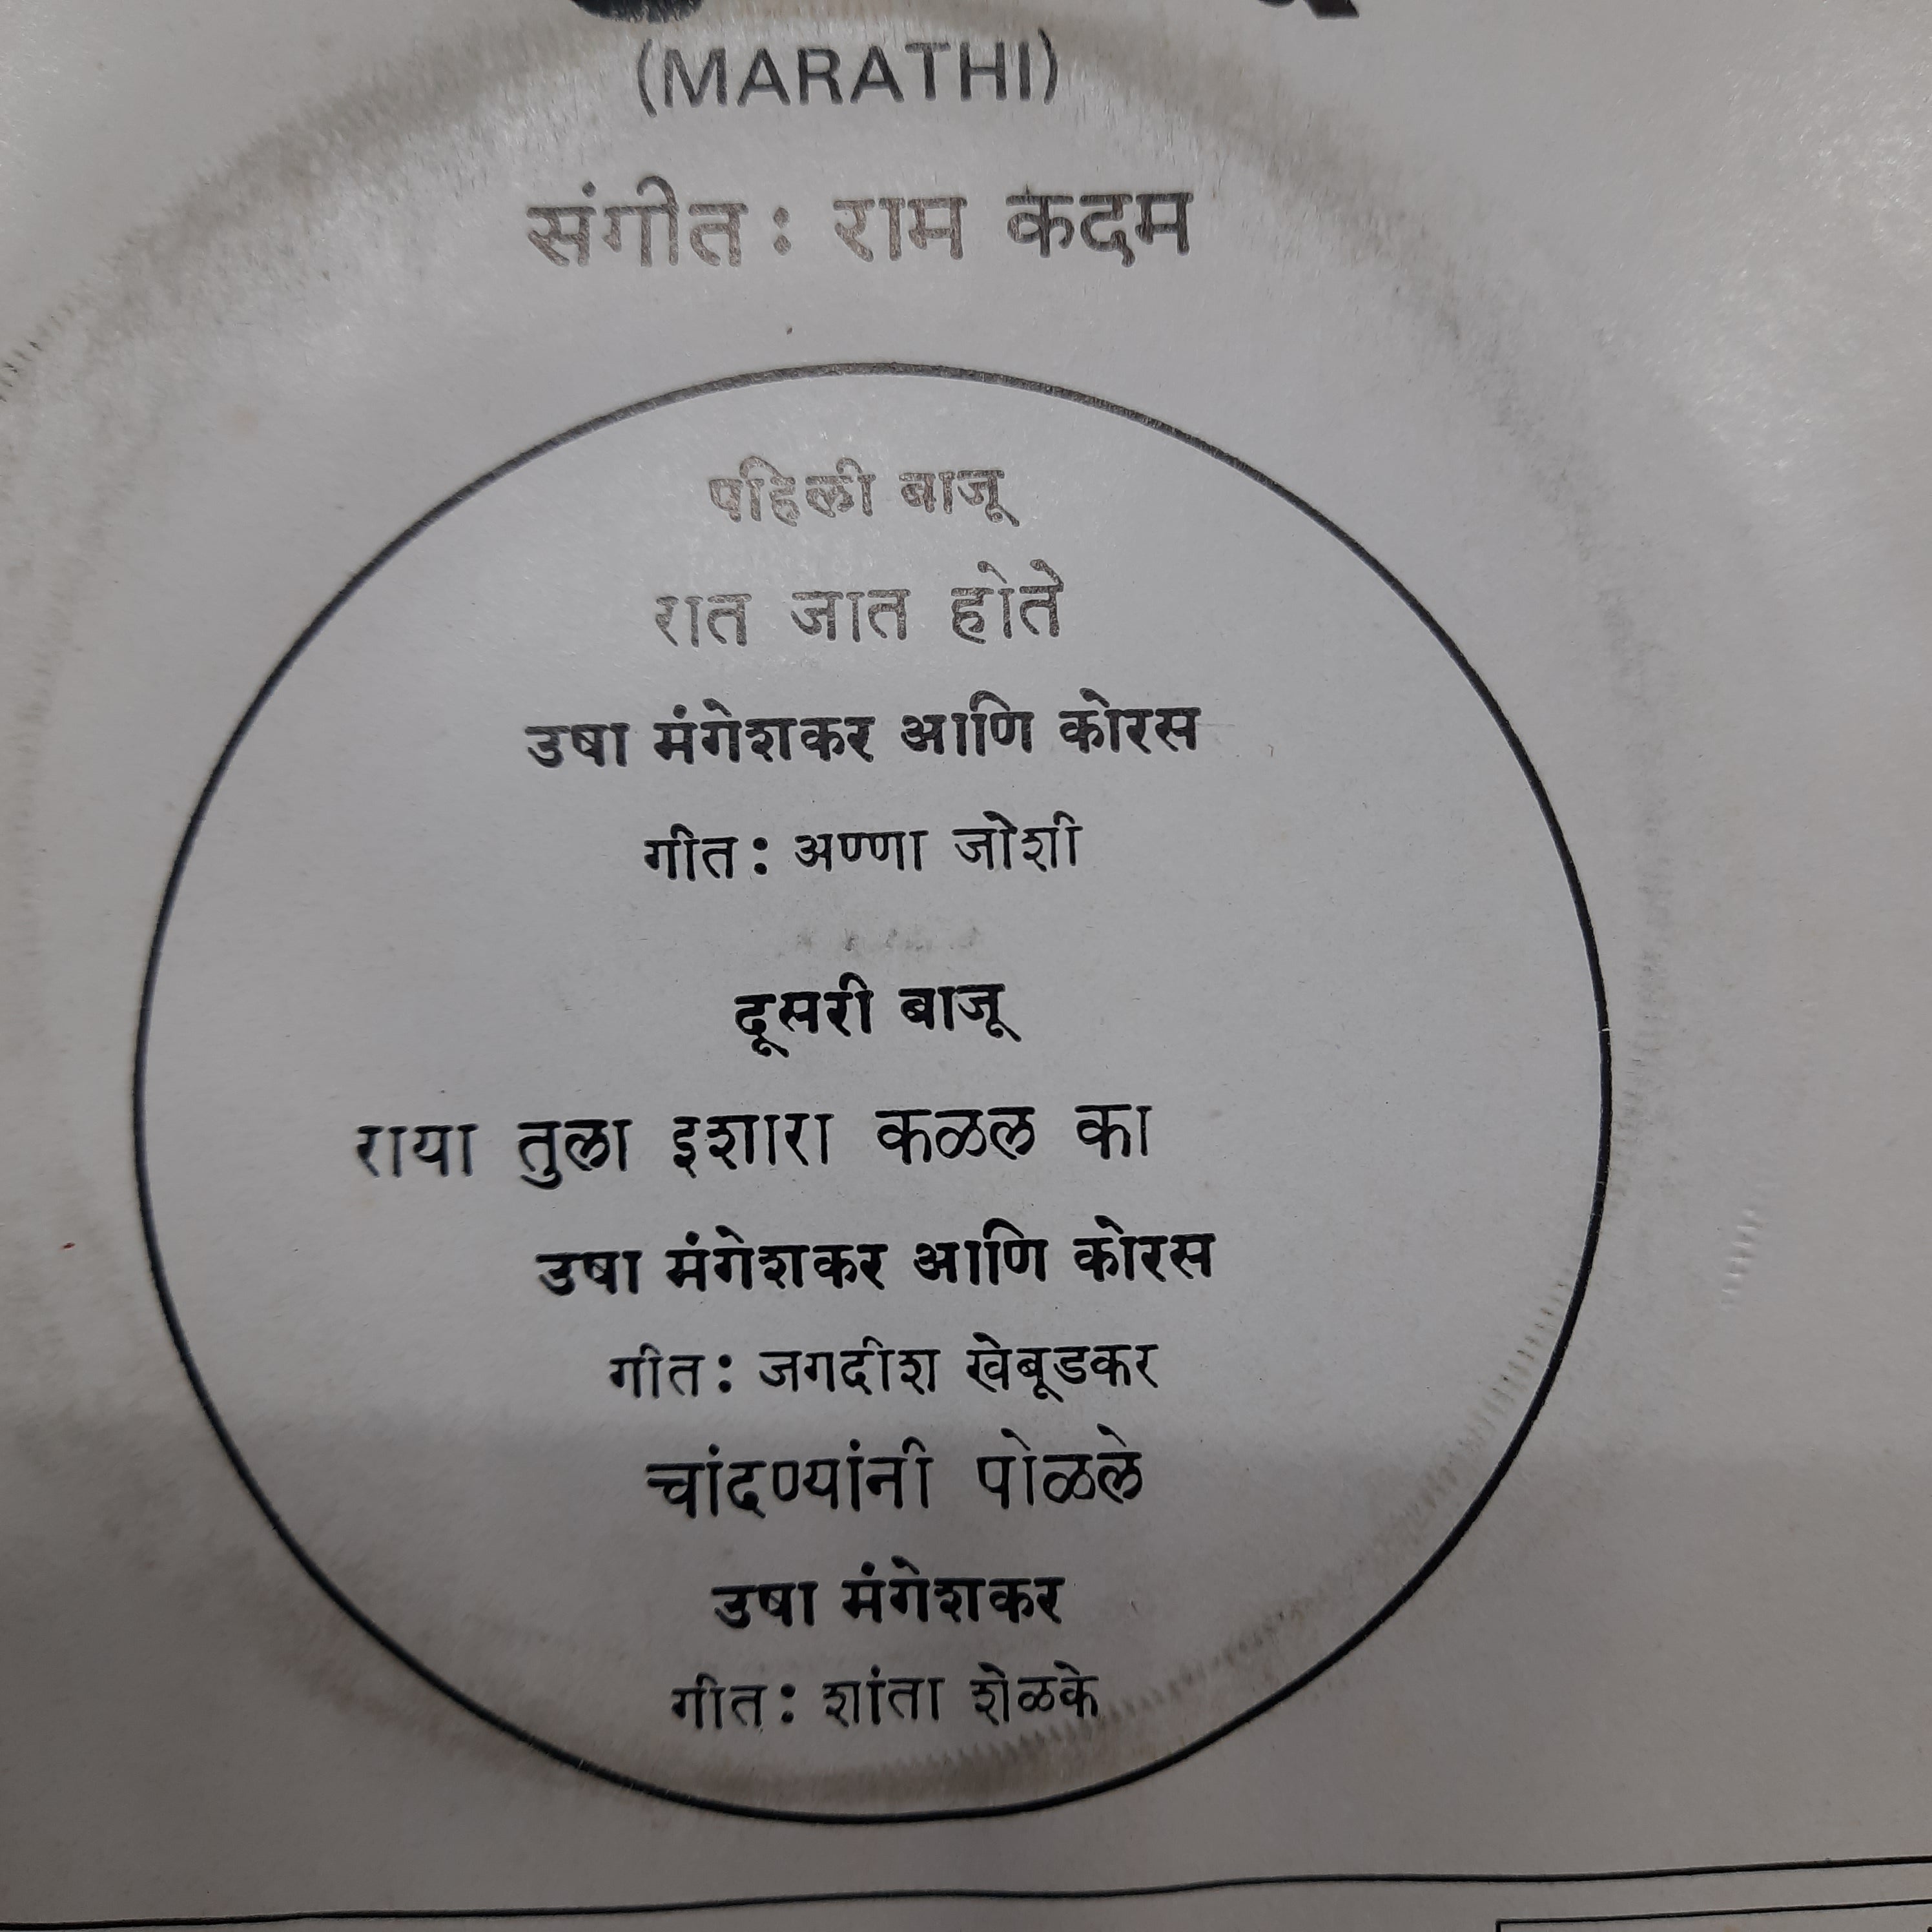 (MARATHI)
संगीत: राम कदम
पहिली बाजू
रात जात होते
उषा मंगेशकर आणि कोरस
गीत: अण्णा जोशी
दूसरी बाजू
राया तुला इशारा कळल का
उषा मंगेशकर आणि कोरस
गीत: जगदीश खेबूडकर
चांदण्यांनी पोळले
उषा मंगेशकर
गीत: शांता शेळके